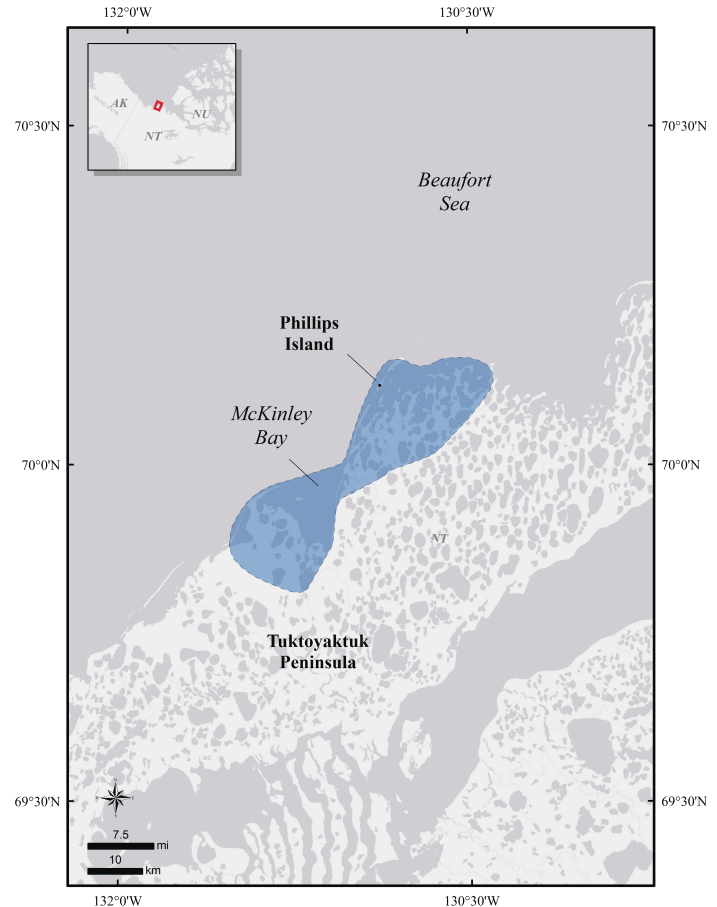 132°0'W
130°30'W
AK
NU
NT
70°30'N
70°30'N
Beaufort
Sea
Phillips
Island
McKinley
Bay
70°0'N
70°0'N
NT
Tuktoyaktuk
Peninsula
69°30'N
69°30'N
7.5
mi
10
km
132°0'W
130°30'W